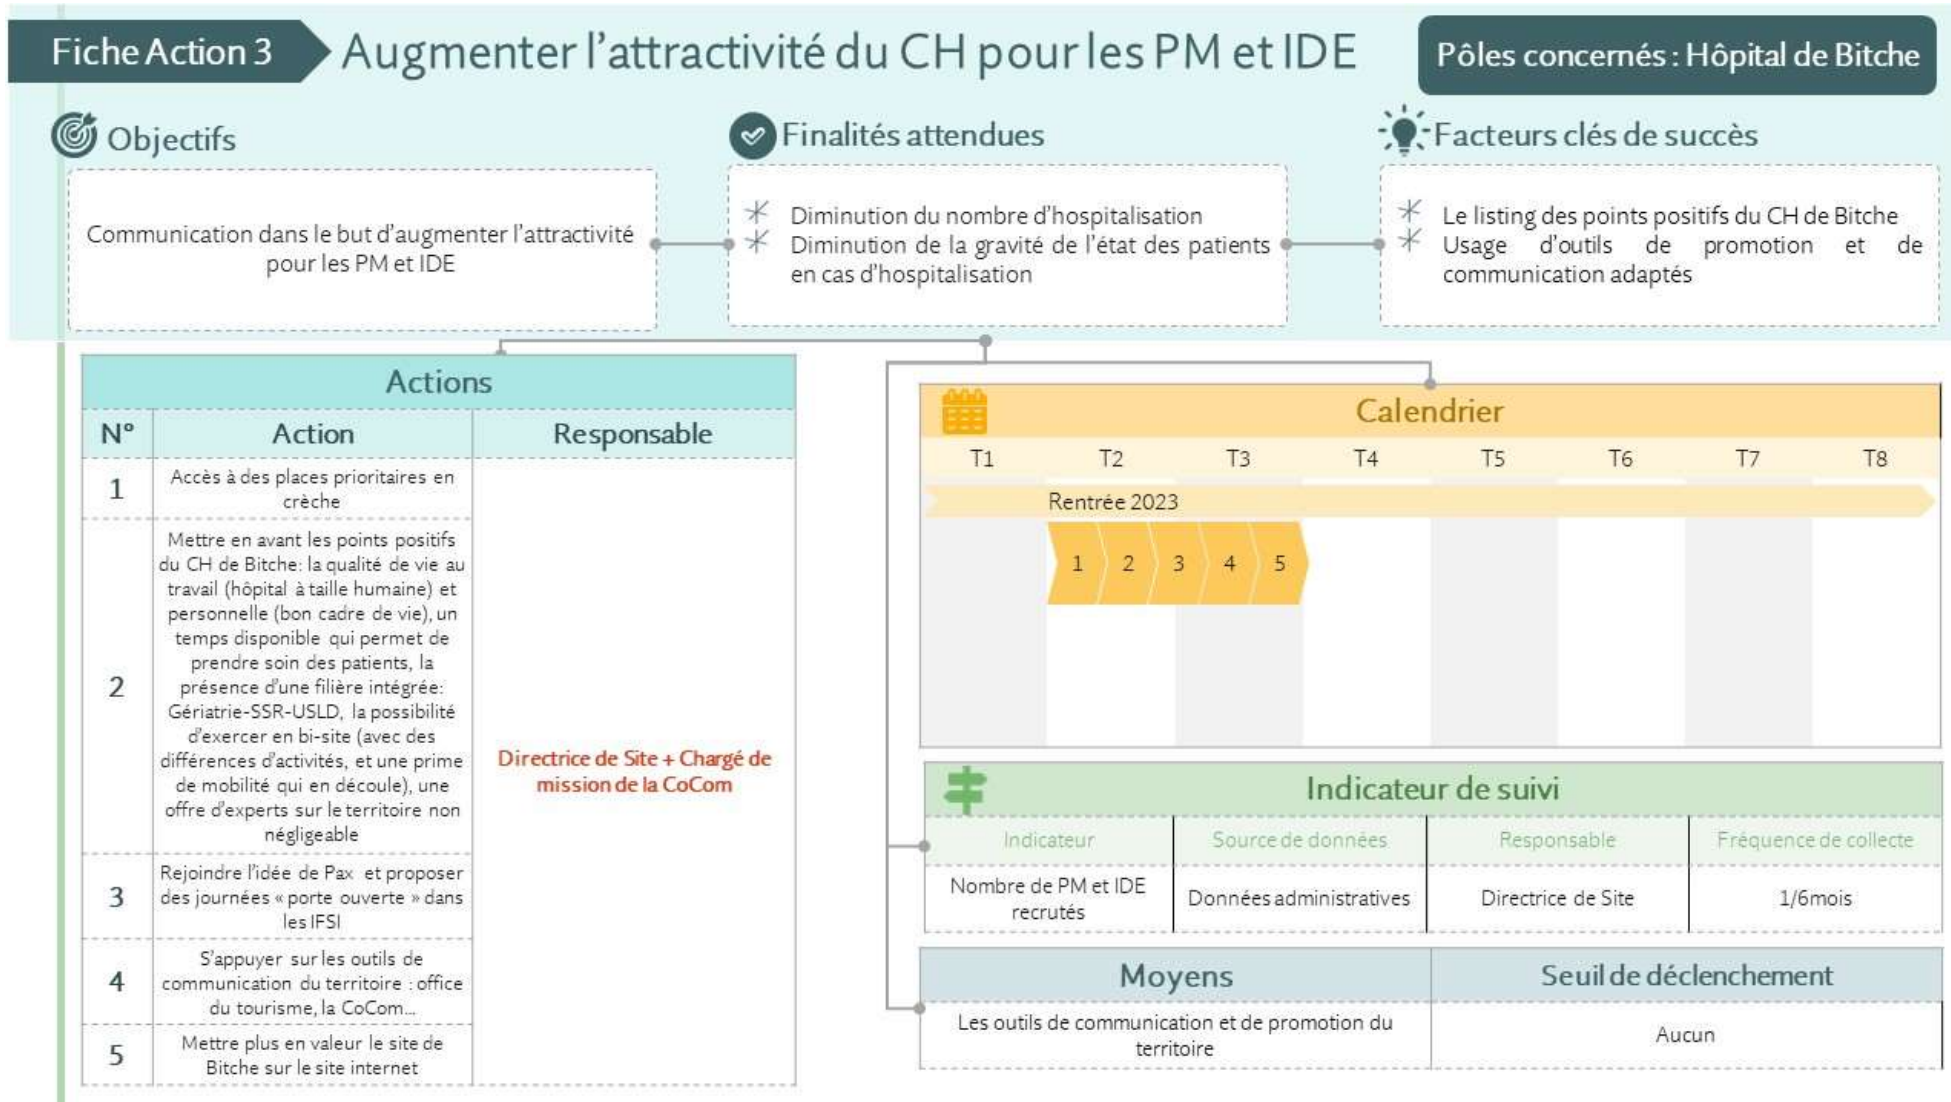 Fiche Action 3
Augmenter l'attractivité du CH pour les PM et IDE
Pôles concernés : Hôpital de Bitche
Objectifs
Communication dans le but d'augmenter l'attractivité
pour les PM et IDE
Finalités attendues
Diminution du nombre d'hospitalisation
Diminution de la gravité de l'état des patients
en cas d'hospitalisation
Facteurs clés de succès
Le listing des points positifs du CH de Bitche
Usage d'outils de promotion et de
communication adaptés
Actions
N° Action Responsable
1
Accès à des places prioritaires en
crèche
2
Mettre en avant les points positifs
du CH de Bitche: la qualité de vie au
travail (hôpital à taille humaine) et
personnelle (bon cadre de vie), un
temps disponible qui permet de
prendre soin des patients, la
présence d'une filière intégrée:
Gériatrie-SSR-USLD, la possibilité
d'exercer en bi-site (avec des
différences d'activités, et une prime
de mobilité qui en découle), une
offre d'experts sur le territoire non
négligeable
3
Rejoindre l'idée de Pax et proposer
des journées « porte ouverte » dans
les IFSI
4
S'appuyer sur les outils de
communication du territoire : office
du tourisme, la CoCom...
5
Mettre plus en valeur le site de
Bitche sur le site internet
Directrice de Site + Chargé de
mission de la CoCom
Calendrier
T1 T2 T3 T4 T5 T6 T7 T8
Rentrée 2023
1 2 3 4 5
Indicateur de suivi
Indicateur Source de données Responsable Fréquence de collecte
Nombre de PM et IDE
recrutés
Données administratives
Directrice de Site
1/6mois
Moyens
Seuil de déclenchement
Les outils de communication et de promotion du
territoire
Aucun